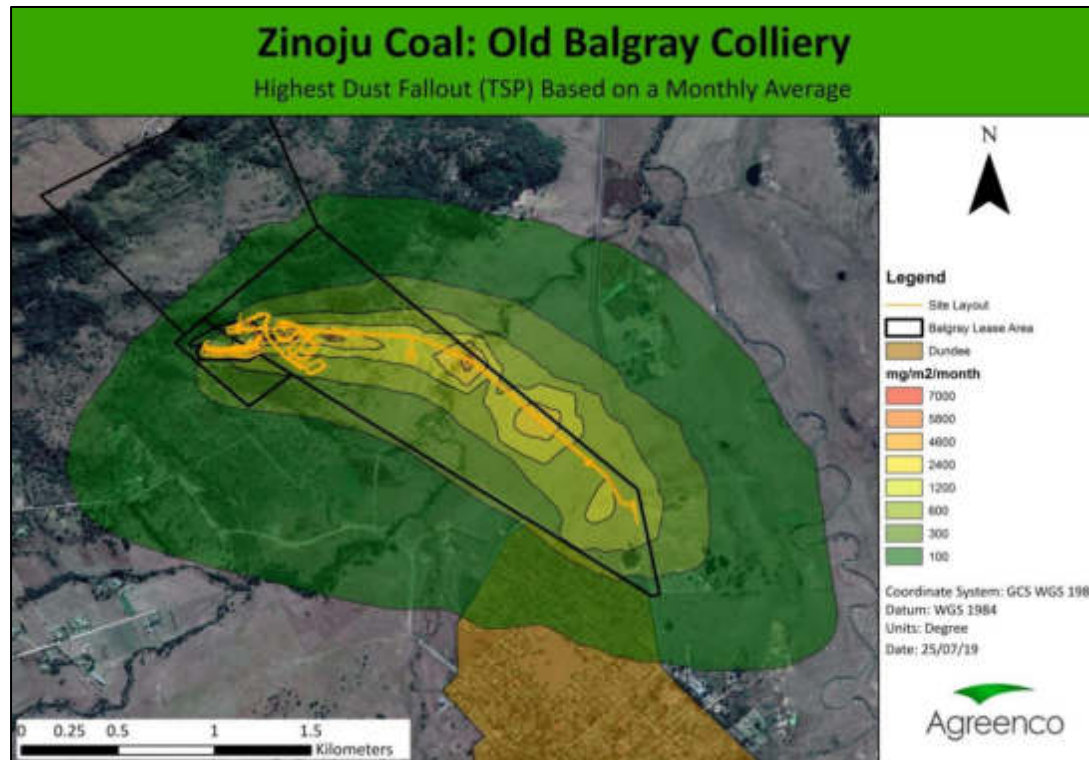 Zinoju Coal: Old Balgray Colliery
Highest Dust Fallout (TSP) Based on a Monthly Average
N
Legend
Site Layout
Balgray Lease Area
Dundee
mg/m2/month
7000
5800
4600
2400
1200
600
300
100
Coordinate System: GCS WGS 198
Datum: WGS 1984
Units: Degree
Date: 25/07/19
Agreenco
0 0.25 0.5 1 1.5
Kilometers